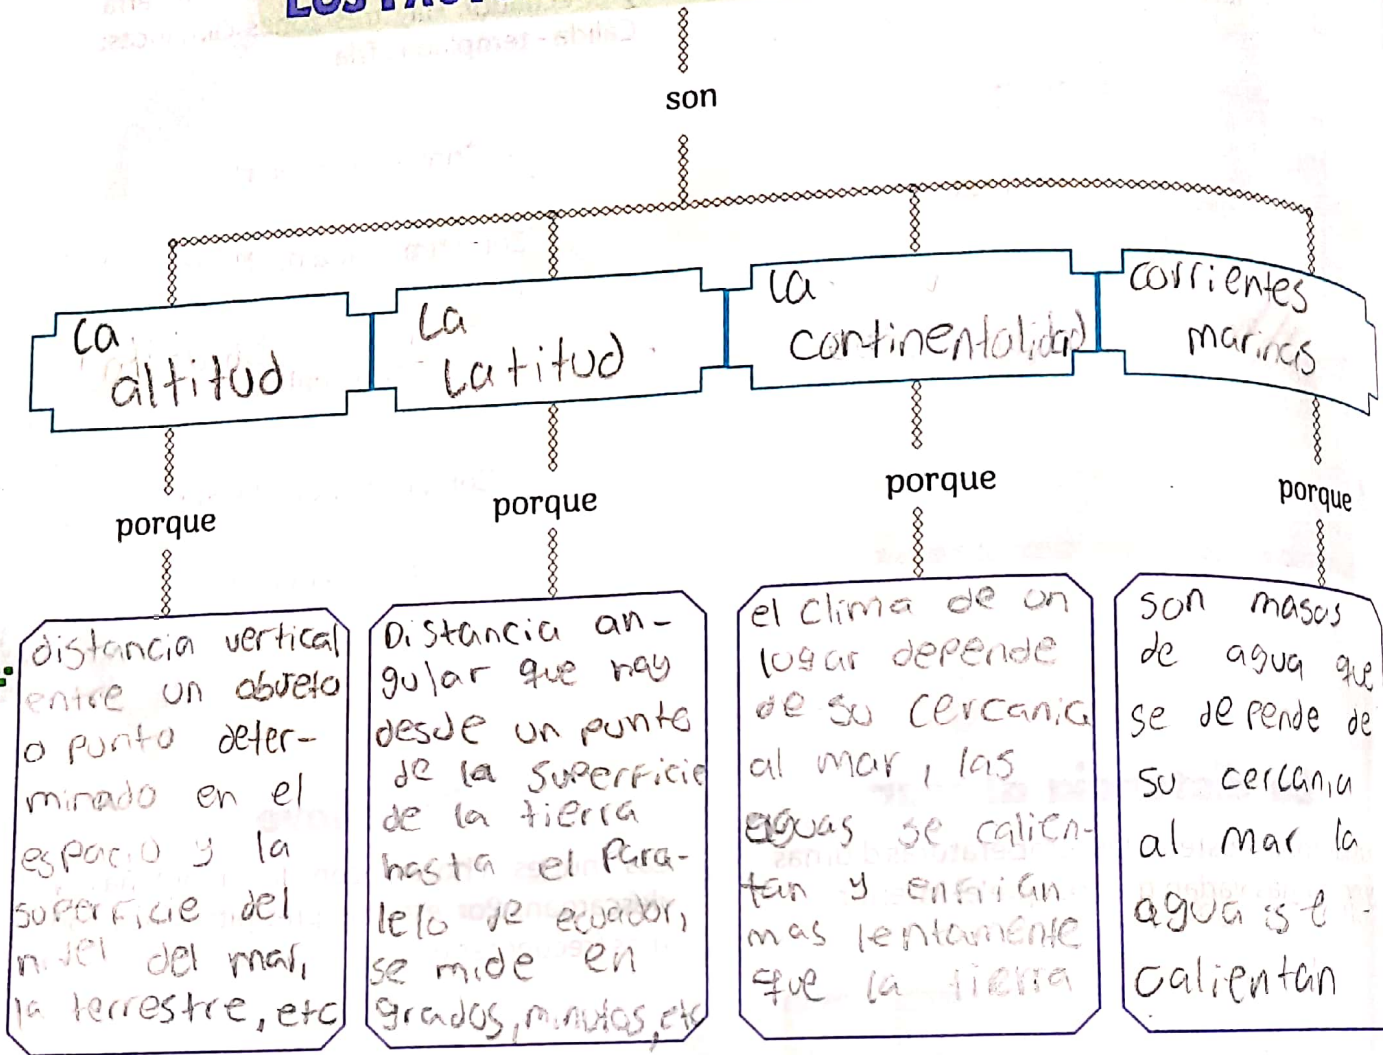 LOS FACT
son
La
altitud
La
Latitud
La
continentalidad
corrientes
marinas
porque
porque
porque
porque
distancia vertical
entre un objeto
o punto deter-
minado en el
espacio y la
superficie del
nivel del mar,
la terrestre, etc
Distancia an-
gular que hay
desde un punto
de la superficie
de la tierra
hasta el para-
lelo de ecuador,
se mide en
grados, minutos, etc
el clima de un
lugar depende
de su cercania
al mar, las
aguas se calien-
tan y enfrian
mas lentamente
que la tierra
son masas
de agua que
se depende de
su cercania
al mar la
agua se
calientan